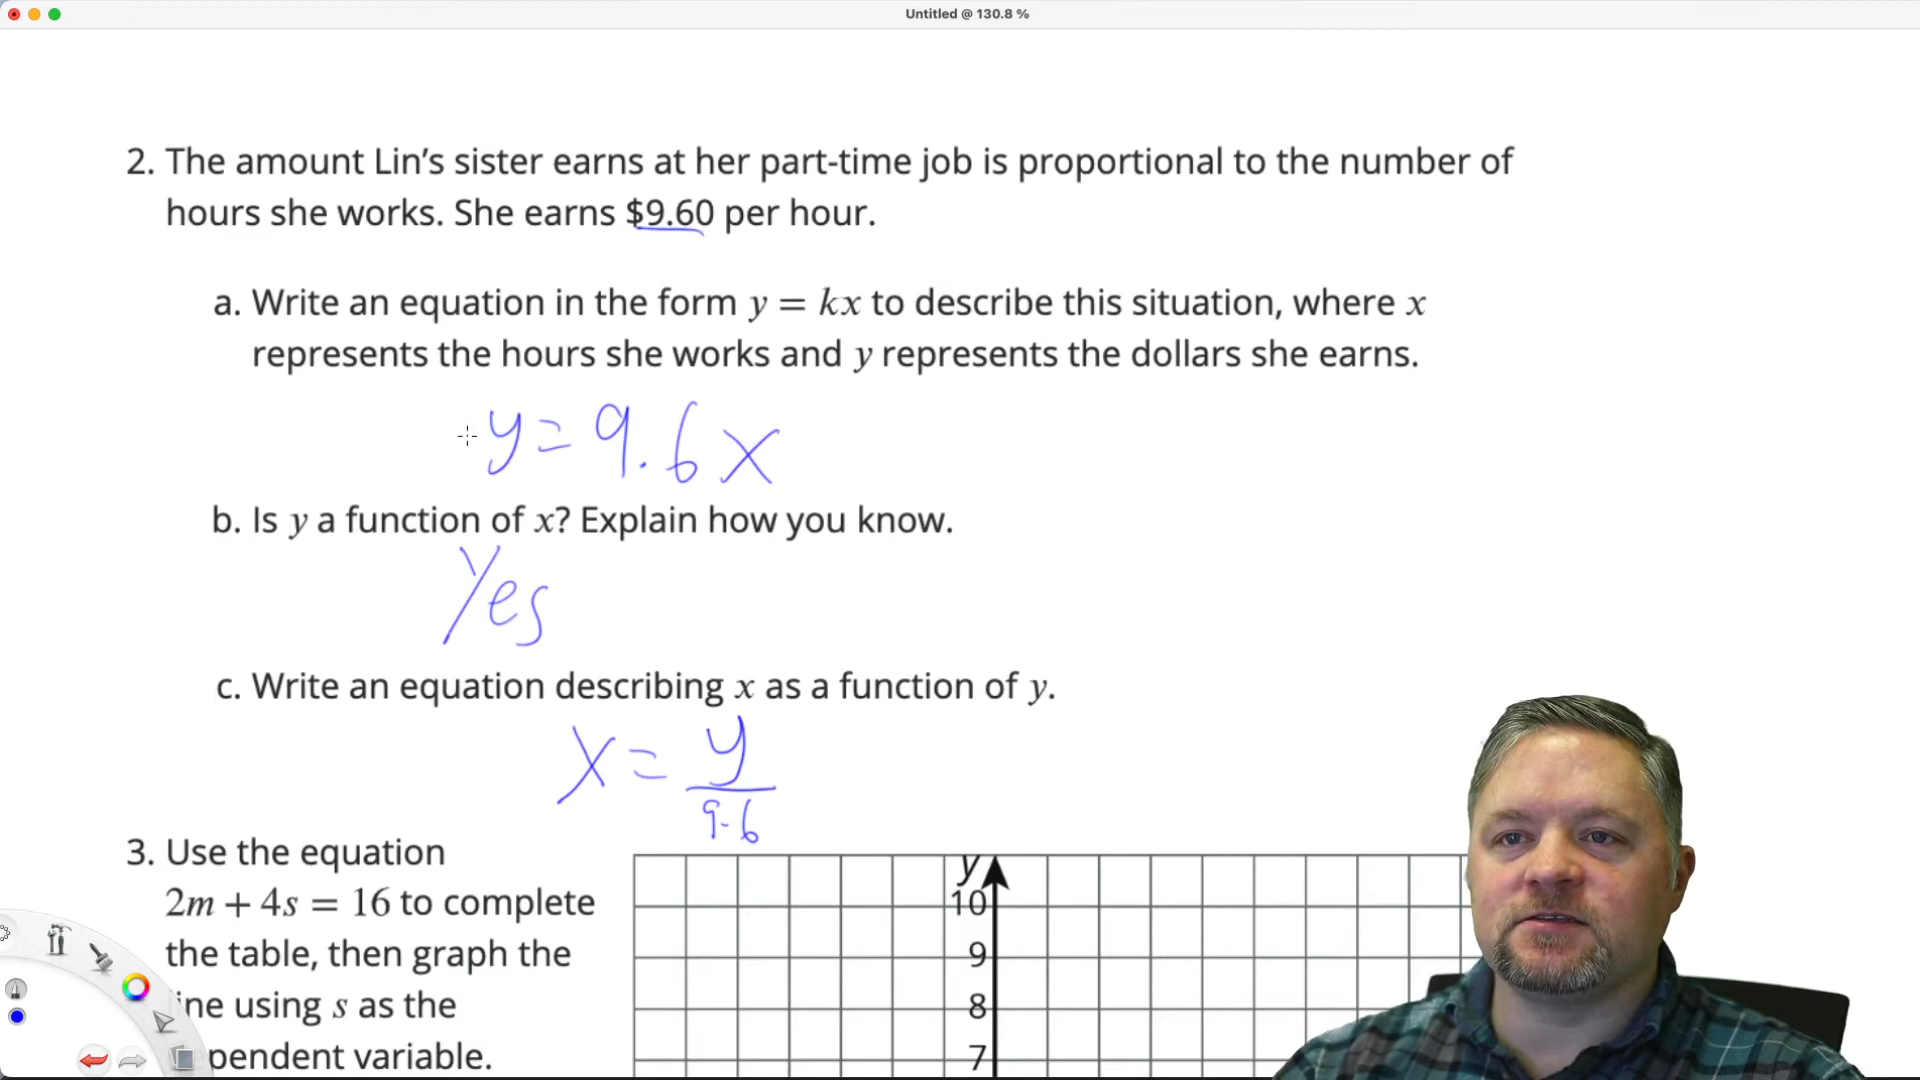 Untitled @ 130.8 %
2. The amount Lin's sister earns at her part-time job is proportional to the number of
hours she works. She earns $9.60 per hour.
a. Write an equation in the form y = kx to describe this situation, where x
represents the hours she works and y represents the dollars she earns.
y = 9.6x
b. Is y a function of x? Explain how you know.
Yes
c. Write an equation describing x as a function of y.
x = y
9.6
3. Use the equation
2m + 4s = 16 to complete
the table, then graph the
ine using s as the
pendent variable.
y
10
9
8
7